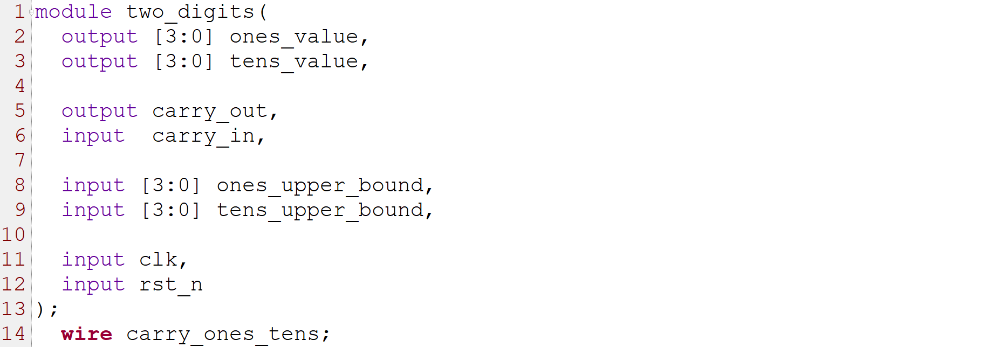 1 module two_digits(
2   output [3:0] ones_value,
3   output [3:0] tens_value,
4
5   output carry_out,
6   input  carry_in,
7
8   input [3:0] ones_upper_bound,
9   input [3:0] tens_upper_bound,
10
11   input clk,
12   input rst_n
13 );
14   wire carry_ones_tens;